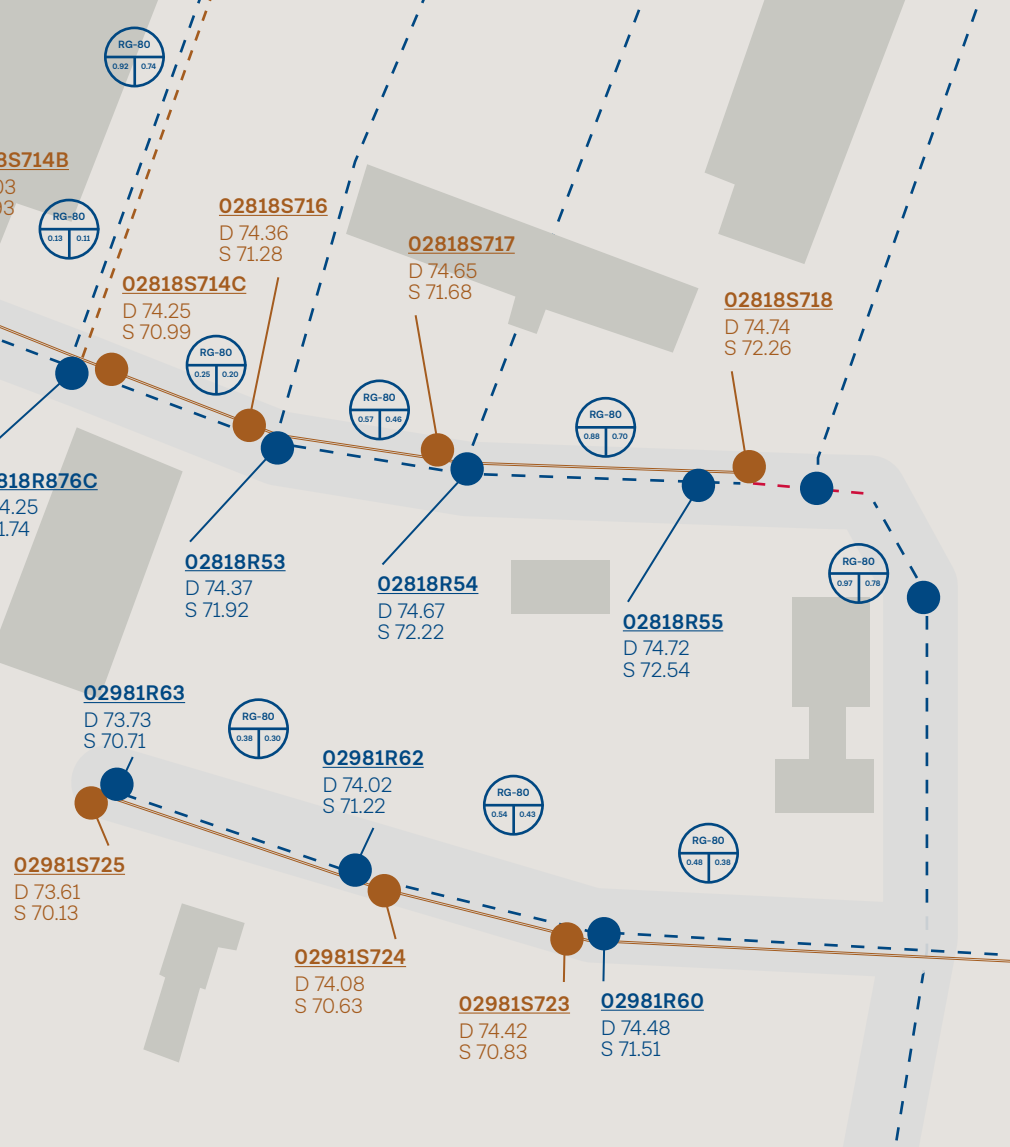 RG-80
0.92 0.74
RG-80
0.13 0.11
02818S716
D 74.36
S 71.28
02818S717
D 74.65
S 71.68
02818S714C
D 74.25
S 70.99
02818S718
D 74.74
S 72.26
RG-80
0.25 0.20
RG-80
0.57 0.46
RG-80
0.88 0.70
02818R53
D 74.37
S 71.92
02818R54
D 74.67
S 72.22
02818R55
D 74.72
S 72.54
RG-80
0.97 0.78
02981R63
D 73.73
S 70.71
RG-80
0.38 0.30
02981R62
D 74.02
S 71.22
RG-80
0.54 0.43
RG-80
0.48 0.38
02981S725
D 73.61
S 70.13
02981S724
D 74.08
S 70.63
02981S723
D 74.42
S 70.83
02981R60
D 74.48
S 71.51